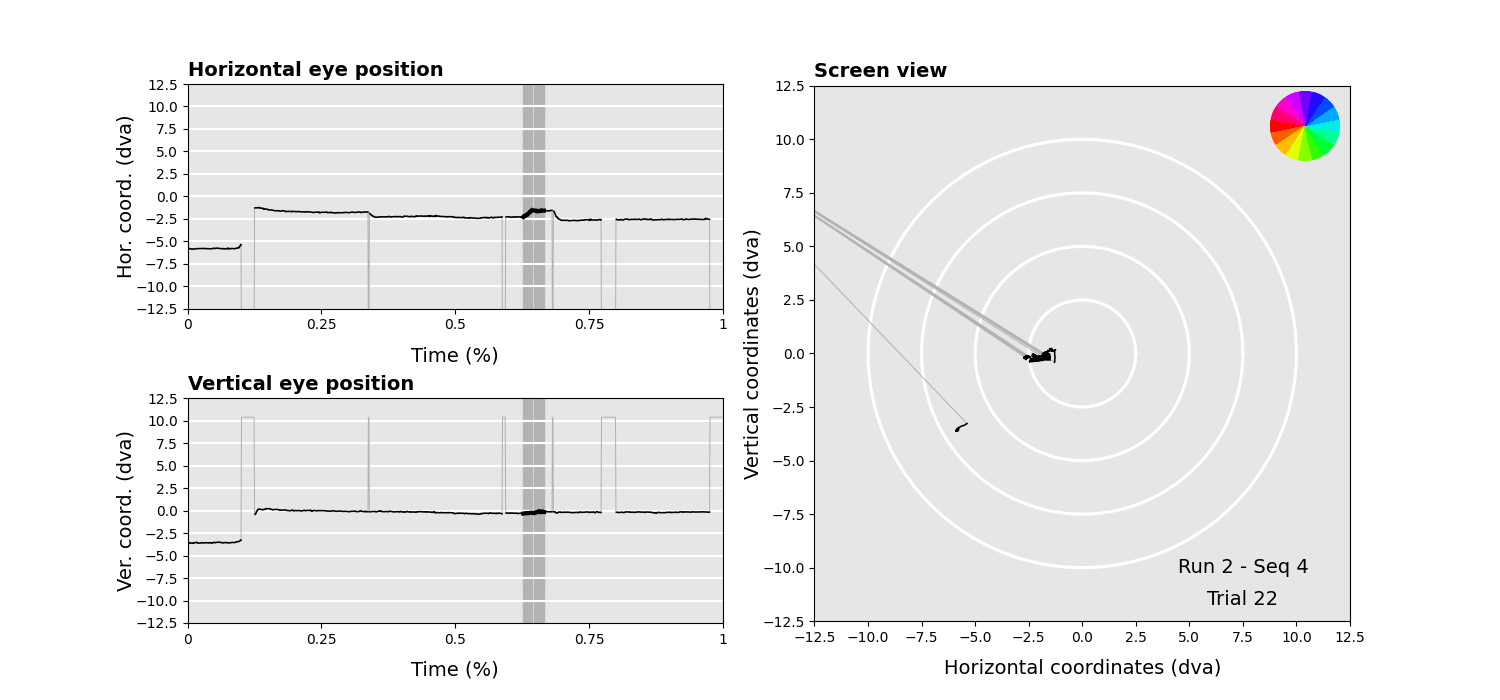 Horizontal eye position
Hor. coord. (dva)
12.5
10.0
7.5
5.0
2.5
0.0
−2.5
−5.0
−7.5
−10.0
−12.5
0 0.25 0.5 0.75 1
Time (%)
Vertical eye position
Ver. coord. (dva)
12.5
10.0
7.5
5.0
2.5
0.0
−2.5
−5.0
−7.5
−10.0
−12.5
0 0.25 0.5 0.75 1
Time (%)
Screen view
Vertical coordinates (dva)
12.5
10.0
7.5
5.0
2.5
0.0
−2.5
−5.0
−7.5
−10.0
−12.5
Run 2 - Seq 4
Trial 22
−12.5 −10.0 −7.5 −5.0 −2.5 0.0 2.5 5.0 7.5 10.0 12.5
Horizontal coordinates (dva)